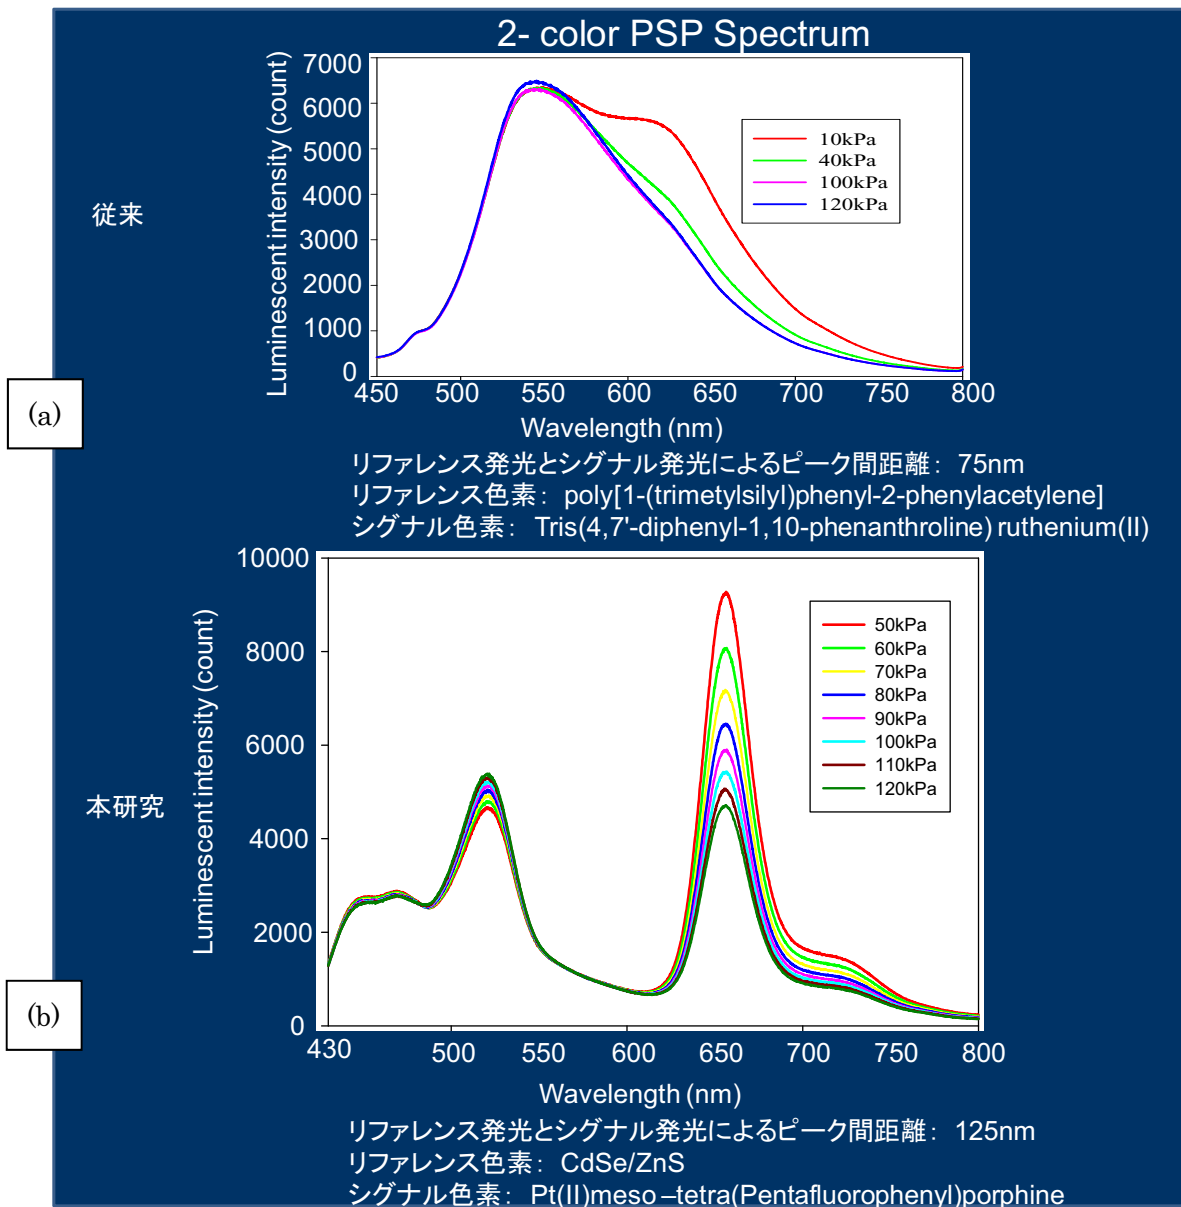 2- color PSP Spectrum
従来
(a)
Luminescent intensity (count)
7000
6000
5000
4000
3000
2000
1000
0
10kPa
40kPa
100kPa
120kPa
450 500 550 600 650 700 750 800
Wavelength (nm)
リファレンス発光とシグナル発光によるピーク間距離： 75nm
リファレンス色素： poly[1-(trimetylsilyl)phenyl-2-phenylacetylene]
シグナル色素： Tris(4,7'-diphenyl-1,10-phenanthroline) ruthenium(II)
本研究
(b)
Luminescent intensity (count)
10000
8000
6000
4000
2000
0
50kPa
60kPa
70kPa
80kPa
90kPa
100kPa
110kPa
120kPa
430 500 550 600 650 700 750 800
Wavelength (nm)
リファレンス発光とシグナル発光によるピーク間距離： 125nm
リファレンス色素： CdSe/ZnS
シグナル色素： Pt(II)meso –tetra(Pentafluorophenyl)porphine